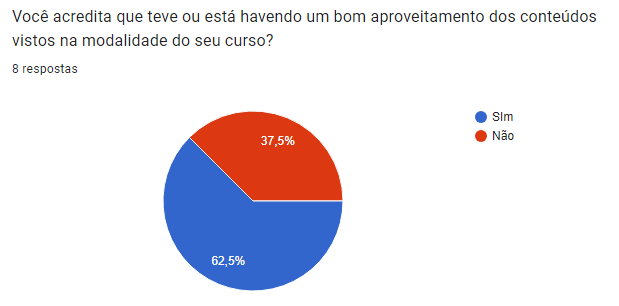 Você acredita que teve ou está havendo um bom aproveitamento dos conteúdos
vistos na modalidade do seu curso?
8 respostas
SIm
Não
37,5%
62,5%